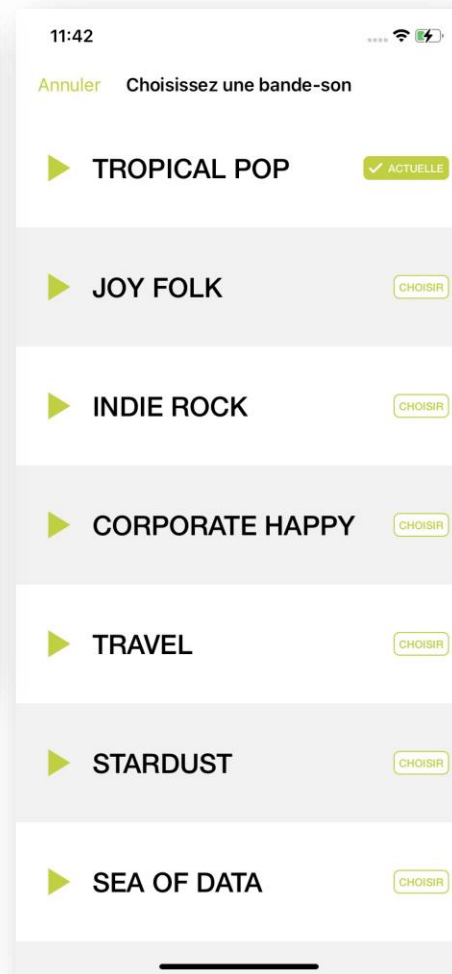 11:42
Annuler Choisissez une bande-son
TROPICAL POP ACTUELLE
JOY FOLK CHOISIR
INDIE ROCK CHOISIR
CORPORATE HAPPY CHOISIR
TRAVEL CHOISIR
STARDUST CHOISIR
SEA OF DATA CHOISIR